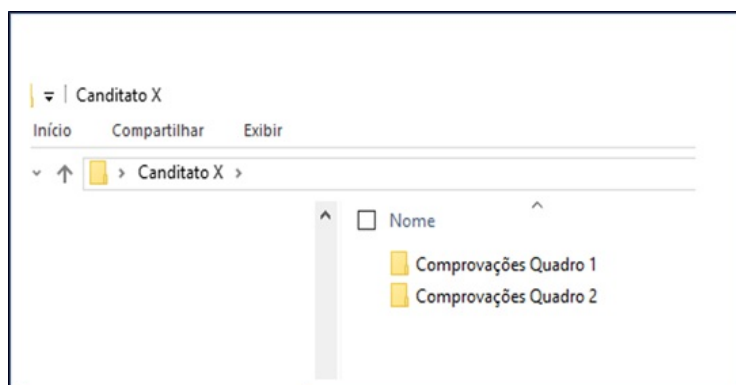 Canditato X
Início Compartilhar Exibir
Canditato X
Nome
Comprovações Quadro 1
Comprovações Quadro 2